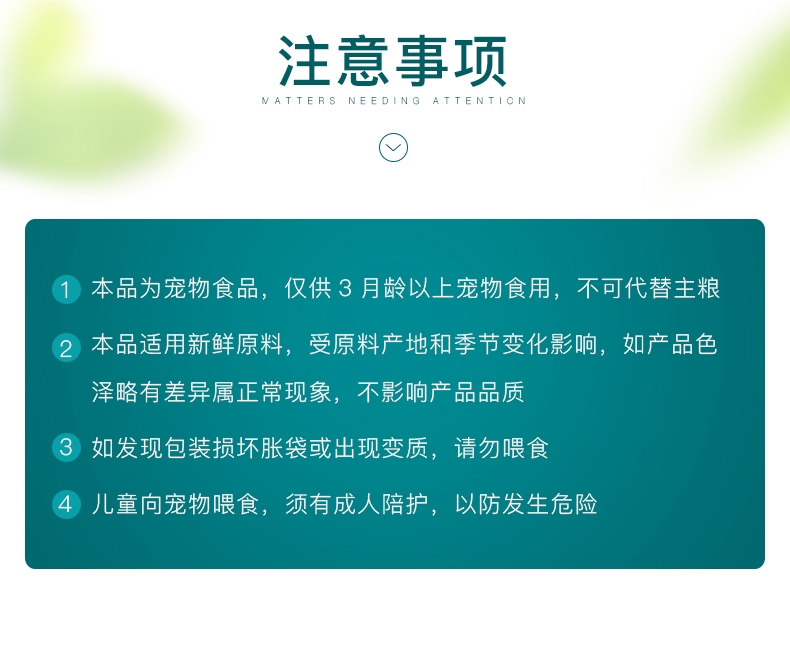 注意事项
MATTERS NEEDING ATTENTION
1 本品为宠物食品，仅供 3 月龄以上宠物食用，不可代替主粮
2 本品适用新鲜原料，受原料产地和季节变化影响，如产品色
泽略有差异属正常现象，不影响产品品质
3 如发现包装损坏胀袋或出现变质，请勿喂食
4 儿童向宠物喂食，须有成人陪护，以防发生危险